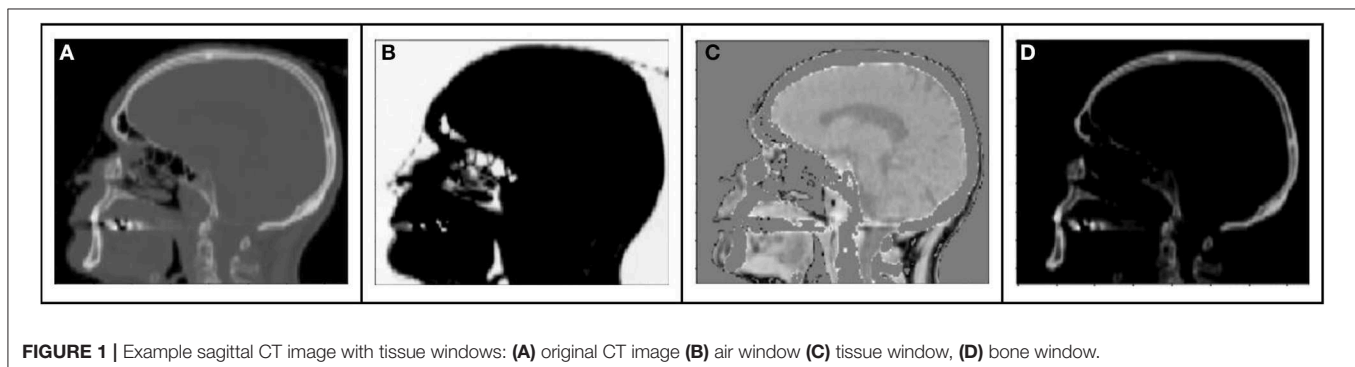 A
B
C
D
FIGURE 1 | Example sagittal CT image with tissue windows: (A) original CT image (B) air window (C) tissue window, (D) bone window.